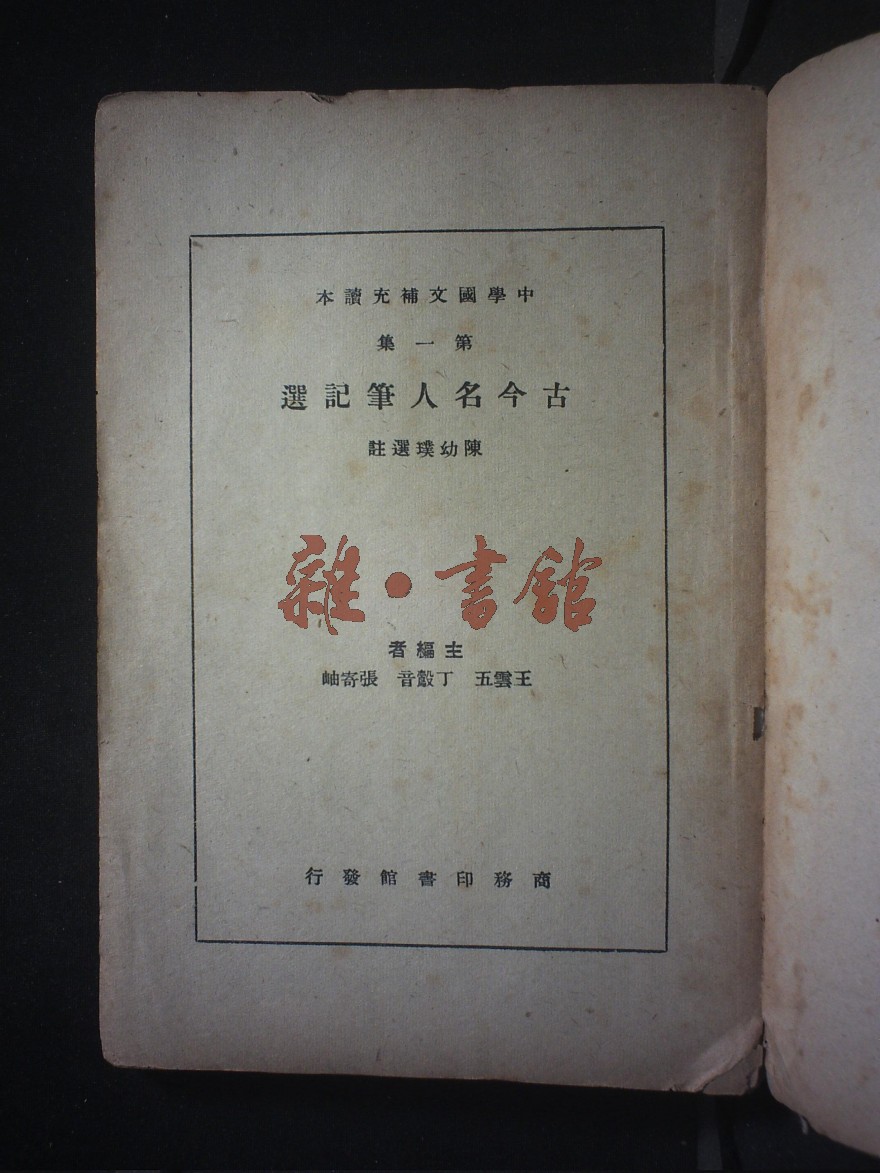 中學國文補充讀本
第一集
古今名人筆記選
陳幼璞選註
雜·書館
主編者
王雲五 丁瑴音 張寄岫
商務印書館發行